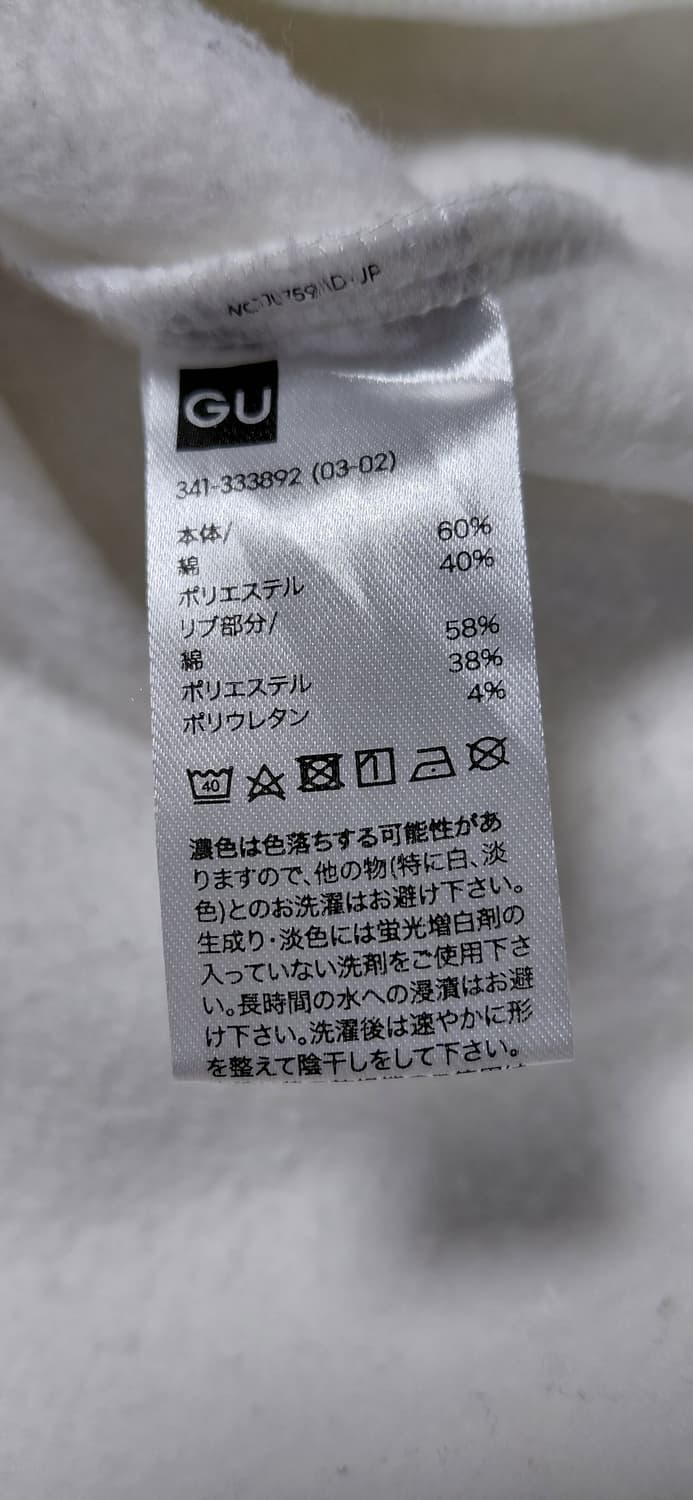 GU
341-333892 (03-02)
本体/
綿 60%
ポリエステル 40%
リブ部分/
綿 58%
ポリエステル 38%
ポリウレタン 4%
40
濃色は色落ちする可能性があ
りますので、他の物(特に白、淡
色)とのお洗濯はお避け下さい。
生成り・淡色には蛍光増白剤の
入っていない洗剤をご使用下さ
い。長時間の水への浸漬はお避
け下さい。洗濯後は速やかに形
を整えて陰干しをして下さい。